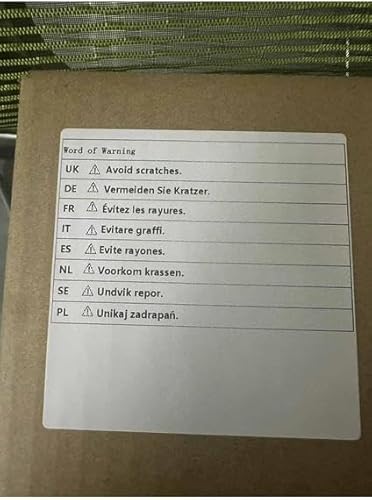 Word of Warning
UK ⚠ Avoid scratches.
DE ⚠ Vermeiden Sie Kratzer.
FR ⚠ Évitez les rayures.
IT ⚠ Evitare graffi.
ES ⚠ Evite rayones.
NL ⚠ Voorkom krassen.
SE ⚠ Undvik repor.
PL ⚠ Unikaj zadrapań.